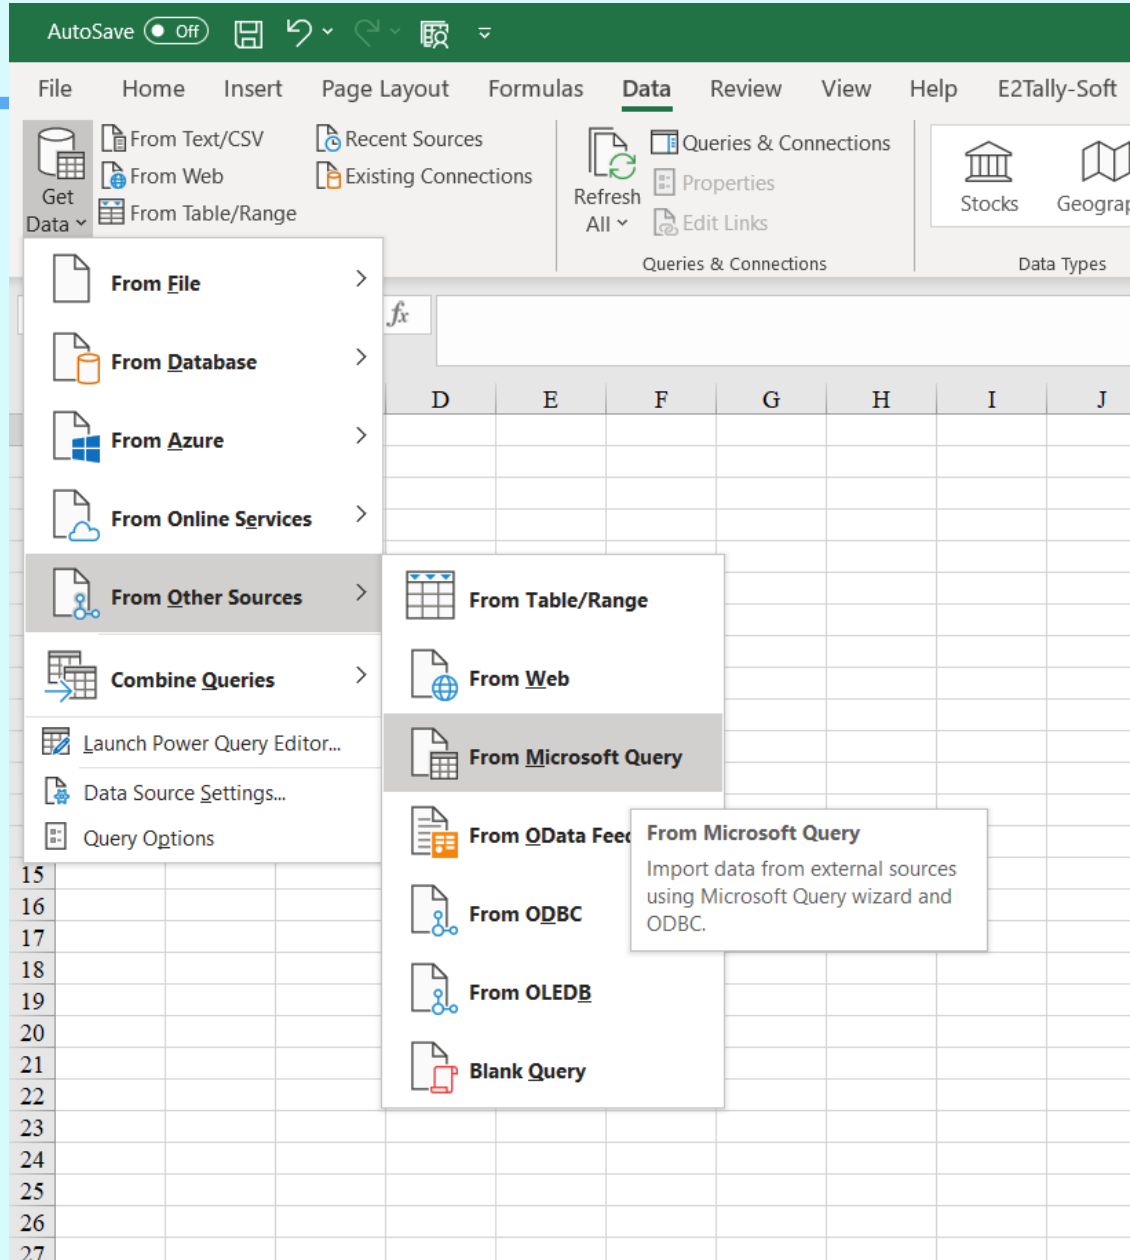 AutoSave Off
File Home Insert Page Layout Formulas Data Review View Help E2Tally-Soft
Get Data
From Text/CSV
From Web
From Table/Range
Recent Sources
Existing Connections
Refresh All
Queries & Connections
Properties
Edit Links
Queries & Connections
Stocks
Geograp
Data Types
fx
D E F G H I J
From File
From Database
From Azure
From Online Services
From Other Sources
Combine Queries
Launch Power Query Editor...
Data Source Settings...
Query Options
From Table/Range
From Web
From Microsoft Query
From OData Feed
From ODBC
From OLEDB
Blank Query
From Microsoft Query
Import data from external sources
using Microsoft Query wizard and
ODBC.
15
16
17
18
19
20
21
22
23
24
25
26
27